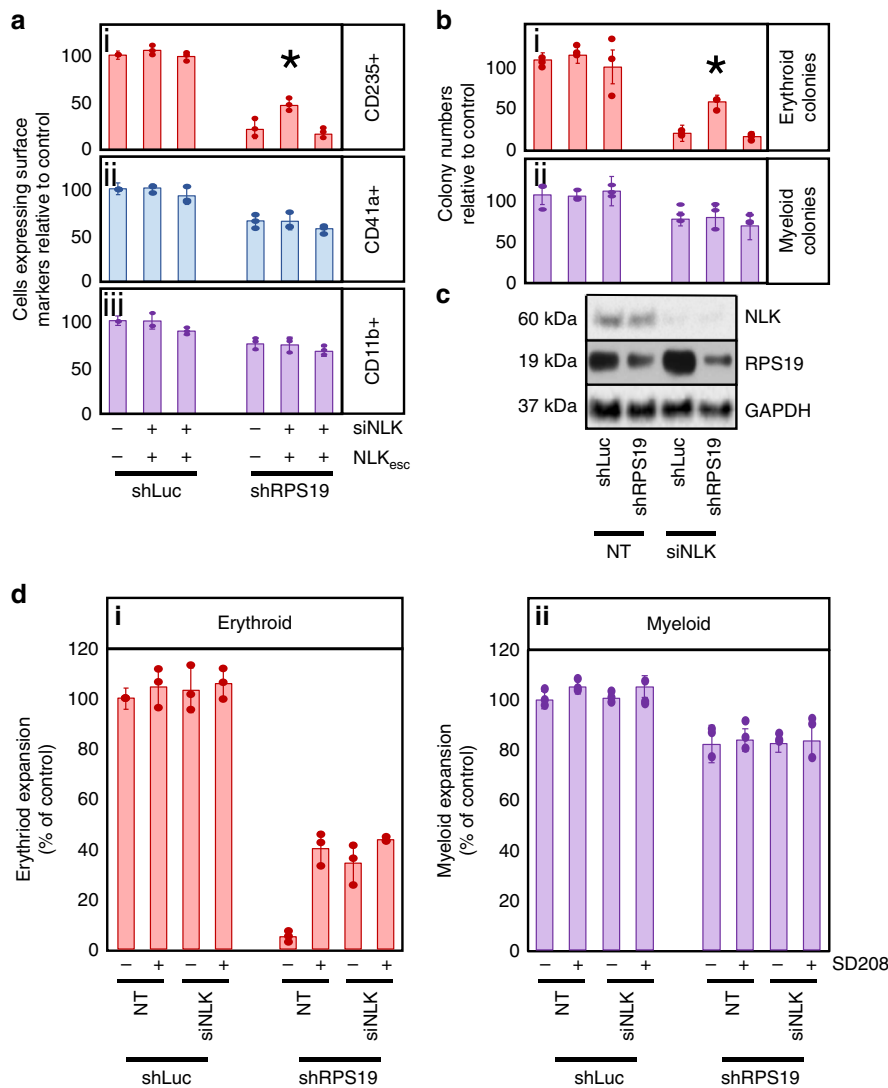 a
i
100
50
0
CD235+
*
ii
100
50
0
CD41a+
iii
100
50
0
CD11b+
Cells expressing surface
markers relative to control
− + + − + + siNLK
− + + − + + NLKesc
shLuc shRPS19
b
i
100
50
0
*
Erythroid
colonies
ii
100
50
0
Myeloid
colonies
Colony numbers
relative to control
c
60 kDa NLK
19 kDa RPS19
37 kDa GAPDH
shLuc shRPS19 shLuc shRPS19
NT siNLK
d
i Erythroid
120
100
80
60
40
20
0
Erythriod expansion
(% of control)
− + − + − + − +
NT siNLK NT siNLK
shLuc shRPS19
ii Myeloid
120
100
80
60
40
20
0
Myeloid expansion
(% of control)
− + − + − + − + SD208
NT siNLK NT siNLK
shLuc shRPS19